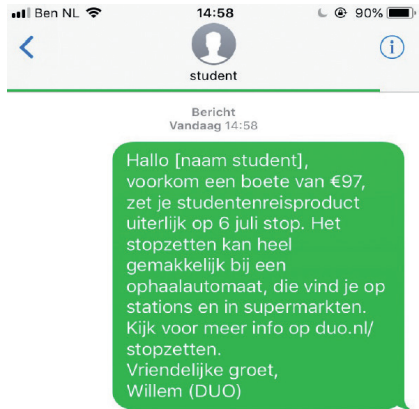 Ben NL 14:58 90%
student
Bericht
Vandaag 14:58
Hallo [naam student],
voorkom een boete van €97,
zet je studentenreisproduct
uiterlijk op 6 juli stop. Het
stopzetten kan heel
gemakkelijk bij een
ophaalautomaat, die vind je op
stations en in supermarkten.
Kijk voor meer info op duo.nl/
stopzetten.
Vriendelijke groet,
Willem (DUO)